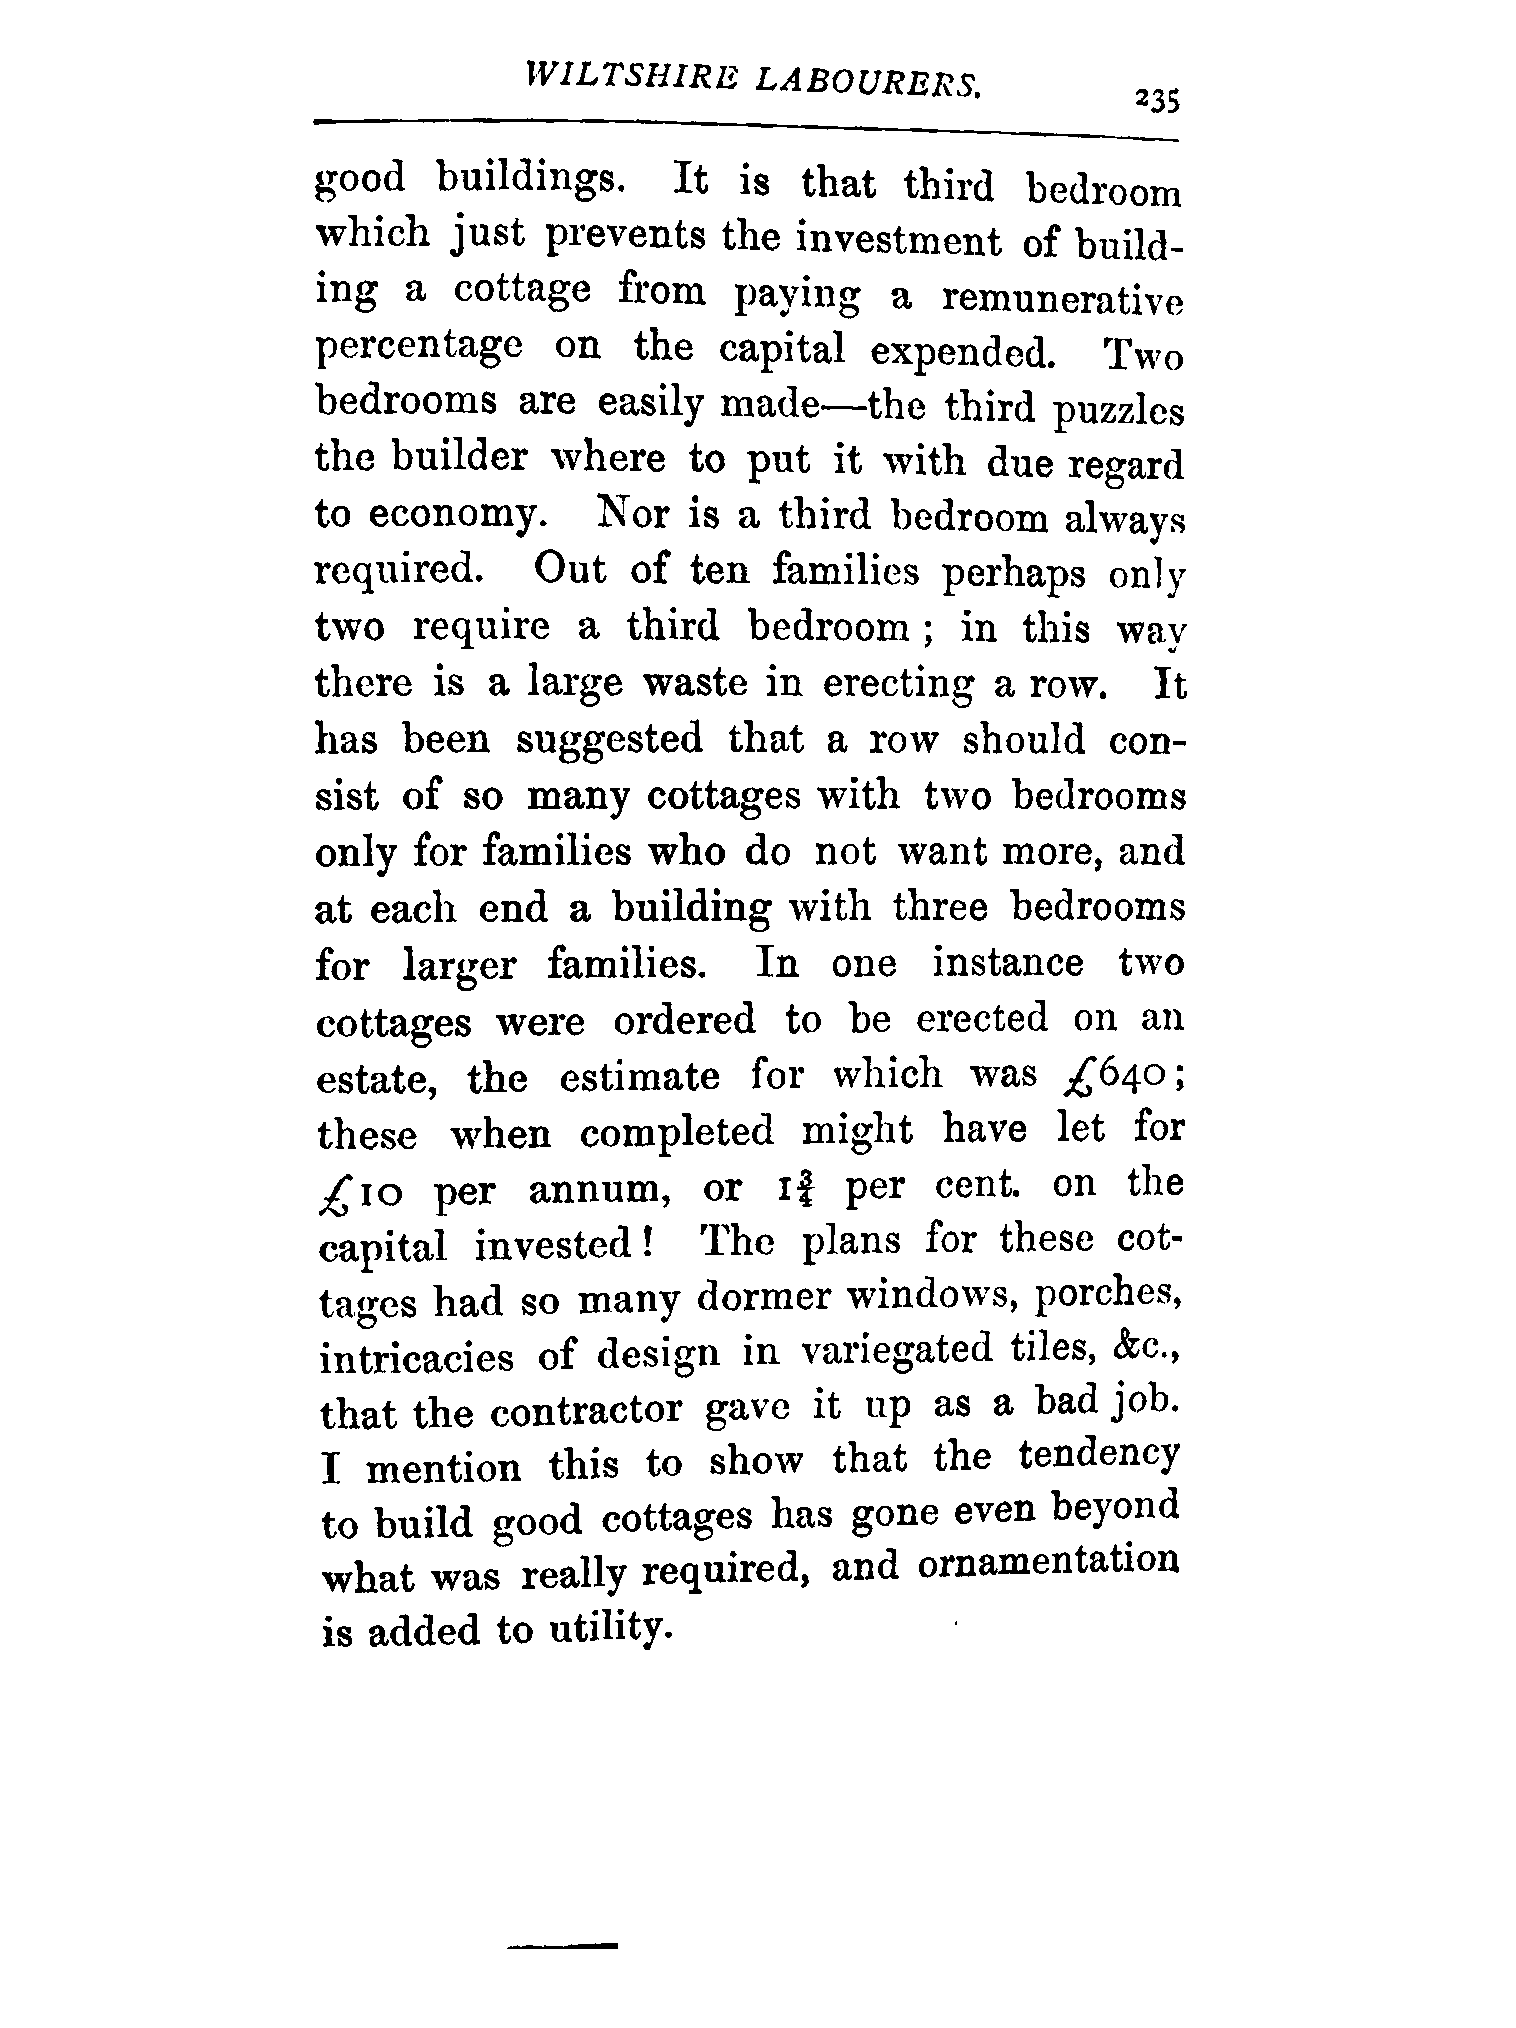 WILTSHIRE LABOURERS. 235
good buildings. It is that third bedroom
which just prevents the investment of build-
ing a cottage from paying a remunerative
percentage on the capital expended. Two
bedrooms are easily made—the third puzzles
the builder where to put it with due regard
to economy. Nor is a third bedroom always
required. Out of ten families perhaps only
two require a third bedroom; in this way
there is a large waste in erecting a row. It
has been suggested that a row should con-
sist of so many cottages with two bedrooms
only for families who do not want more, and
at each end a building with three bedrooms
for larger families. In one instance two
cottages were ordered to be erected on an
estate, the estimate for which was £640;
these when completed might have let for
£10 per annum, or 1¾ per cent. on the
capital invested! The plans for these cot-
tages had so many dormer windows, porches,
intricacies of design in variegated tiles, &c.,
that the contractor gave it up as a bad job.
I mention this to show that the tendency
to build good cottages has gone even beyond
what was really required, and ornamentation
is added to utility.